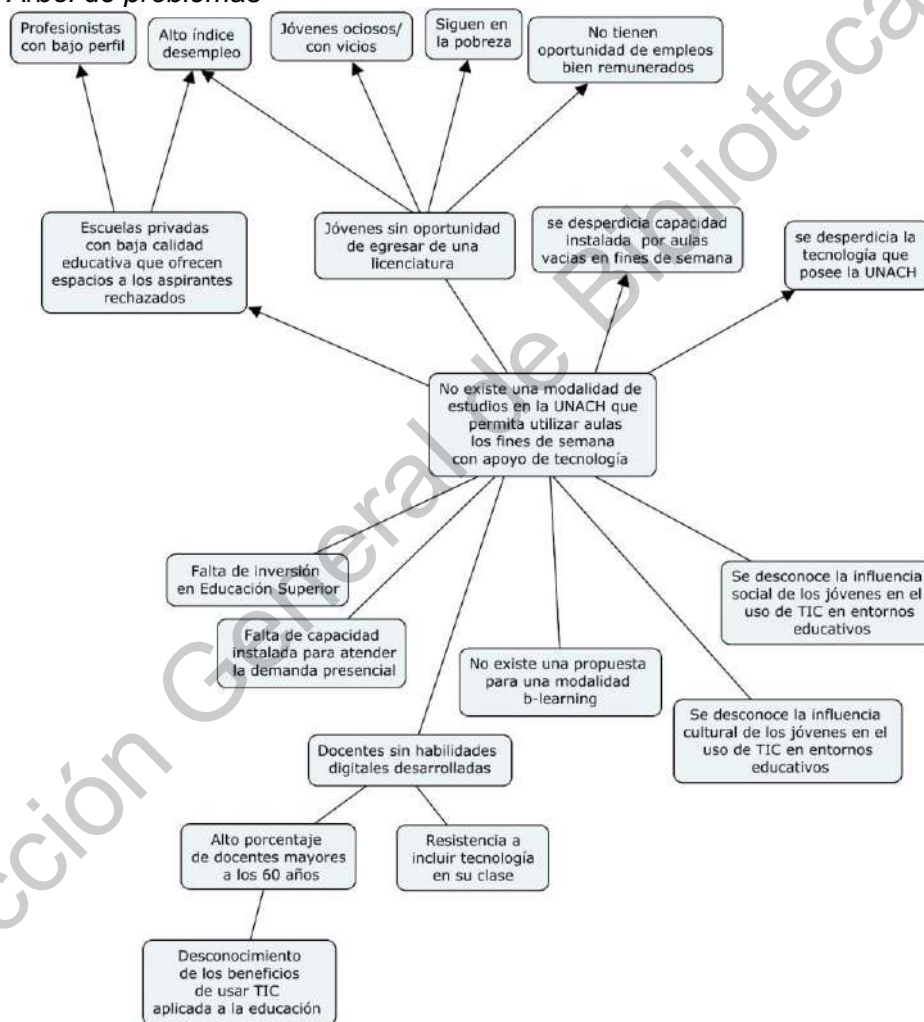 Árbol de problemas
Profesionistas
con bajo perfil
Alto índice
desempleo
Jóvenes ociosos/
con vicios
Siguen en
la pobreza
No tienen
oportunidad de empleos
bien remunerados
Escuelas privadas
con baja calidad
educativa que ofrecen
espacios a los aspirantes
rechazados
Jóvenes sin oportunidad
de egresar de una
licenciatura
se desperdicia capacidad
instalada por aulas
vacias en fines de semana
se desperdicia la
tecnología que
posee la UNACH
No existe una modalidad de
estudios en la UNACH que
permita utilizar aulas
los fines de semana
con apoyo de tecnología
Falta de inversión
en Educación Superior
Falta de capacidad
instalada para atender
la demanda presencial
No existe una propuesta
para una modalidad
b-learning
Se desconoce la influencia
social de los jóvenes en el
uso de TIC en entornos
educativos
Se desconoce la influencia
cultural de los jóvenes en el
uso de TIC en entornos
educativos
Docentes sin habilidades
digitales desarrolladas
Alto porcentaje
de docentes mayores
a los 60 años
Resistencia a
incluir tecnología
en su clase
Desconocimiento
de los beneficios
de usar TIC
aplicada a la educación
General de Biblioteca